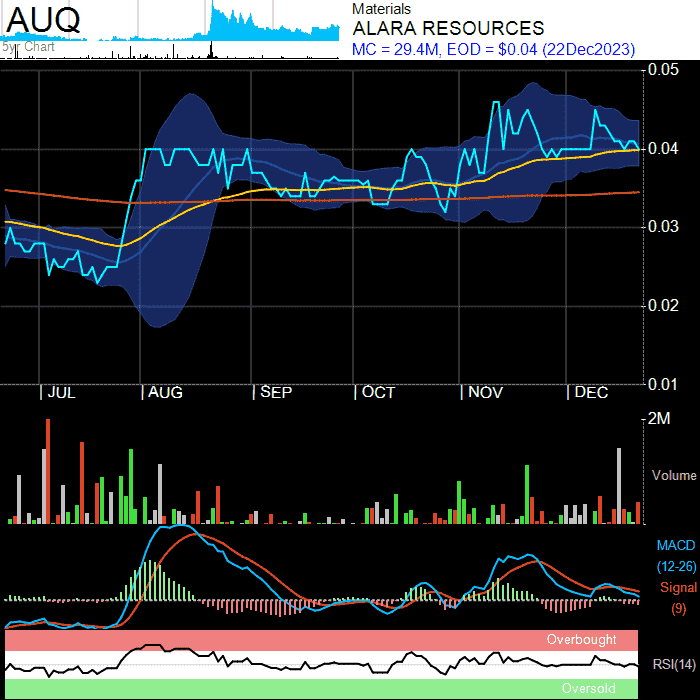 AUQ
5yr Chart
Materials
ALARA RESOURCES
MC = 29.4M, EOD = $0.04 (22Dec2023)
0.05
0.04
0.03
0.02
0.01
JUL AUG SEP OCT NOV DEC
2M
Volume
MACD
(12-26)
Signal
(9)
Overbought
RSI(14)
Oversold